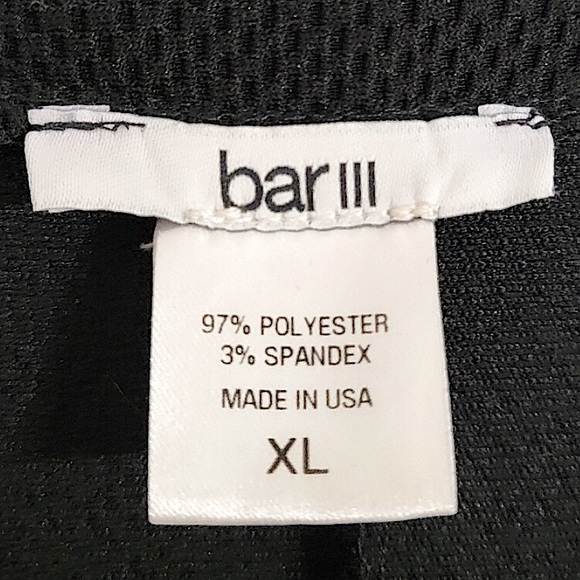 bar III
97% POLYESTER
3% SPANDEX
MADE IN USA
XL